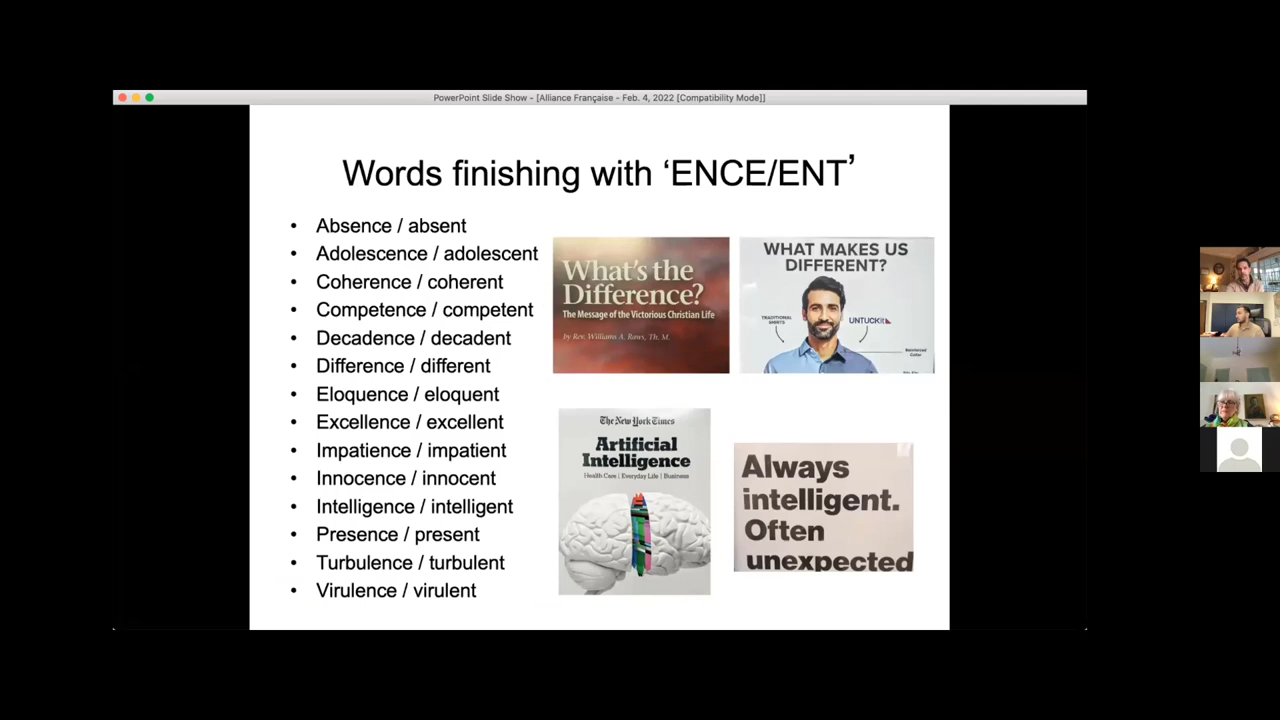 PowerPoint Slide Show - [Alliance Française - Feb. 4, 2022 [Compatibility Mode]]
Words finishing with ‘ENCE/ENT’
• Absence / absent
• Adolescence / adolescent
• Coherence / coherent
• Competence / competent
• Decadence / decadent
• Difference / different
• Eloquence / eloquent
• Excellence / excellent
• Impatience / impatient
• Innocence / innocent
• Intelligence / intelligent
• Presence / present
• Turbulence / turbulent
• Virulence / virulent
What's the
Difference?
The Message of the Victorious Christian Life
by Rev. Williams A. Raws, Th. M.
WHAT MAKES US
DIFFERENT?
TRADITIONAL
SHIRTS
UNTUCKit
Reinforced
Collar
The New York Times
Artificial
Intelligence
Health Care | Everyday Life | Business
Always
intelligent.
Often
unexpected